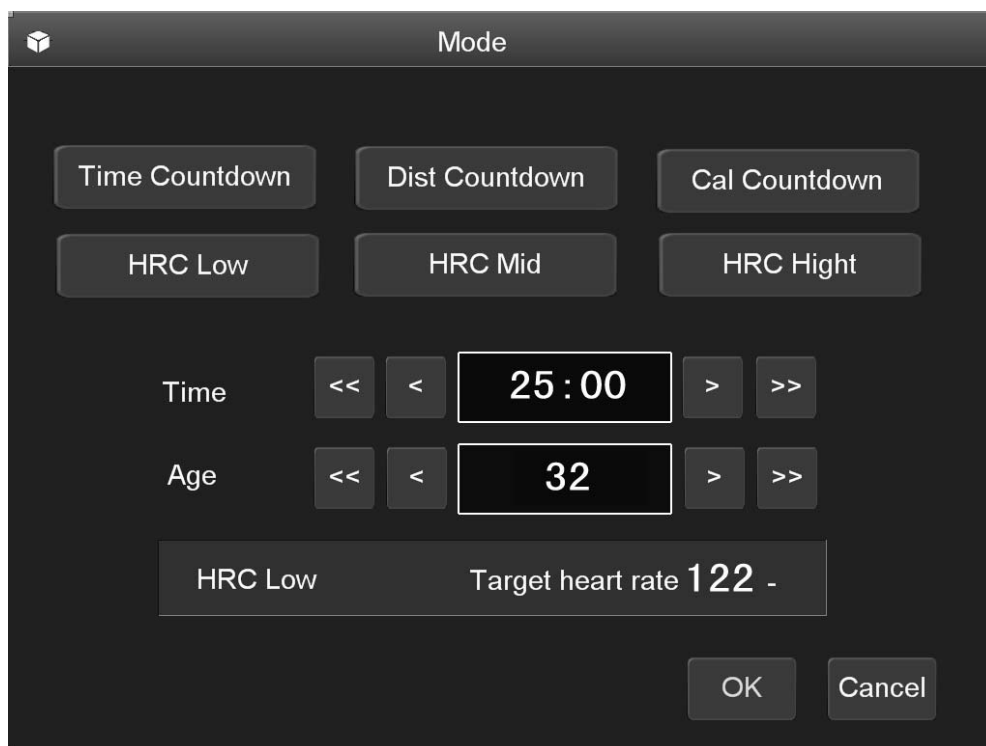 Mode
Time Countdown Dist Countdown Cal Countdown
HRC Low HRC Mid HRC Hight
Time << < 25:00 > >>
Age << < 32 > >>
HRC Low Target heart rate 122 -
OK Cancel